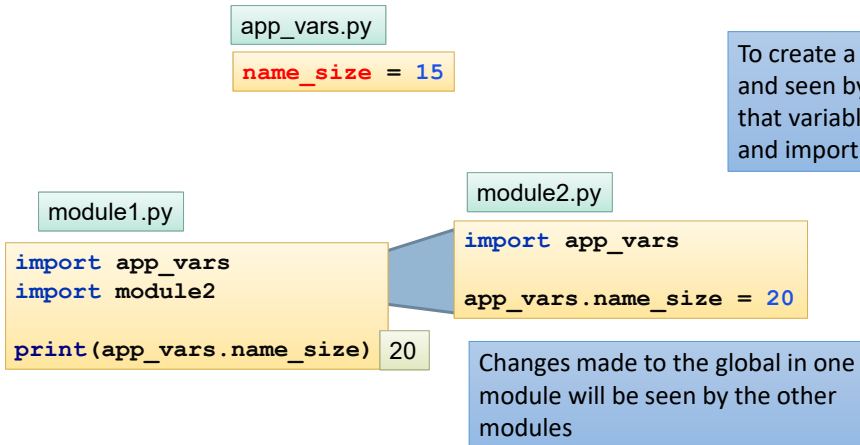 app_vars.py
name_size = 15
To create a
and seen by
that variabl
and import
module1.py
import app_vars
import module2
print(app_vars.name_size)
20
module2.py
import app_vars
app_vars.name_size = 20
Changes made to the global in one
module will be seen by the other
modules